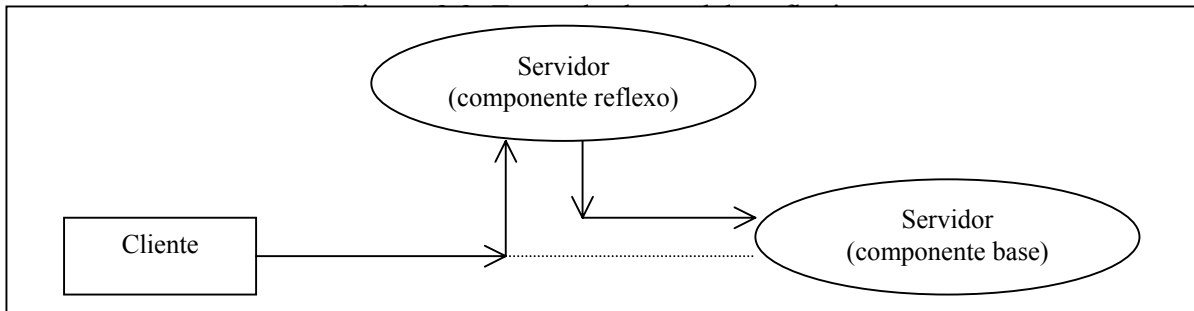 Servidor
(componente reflexo)
Cliente
Servidor
(componente base)